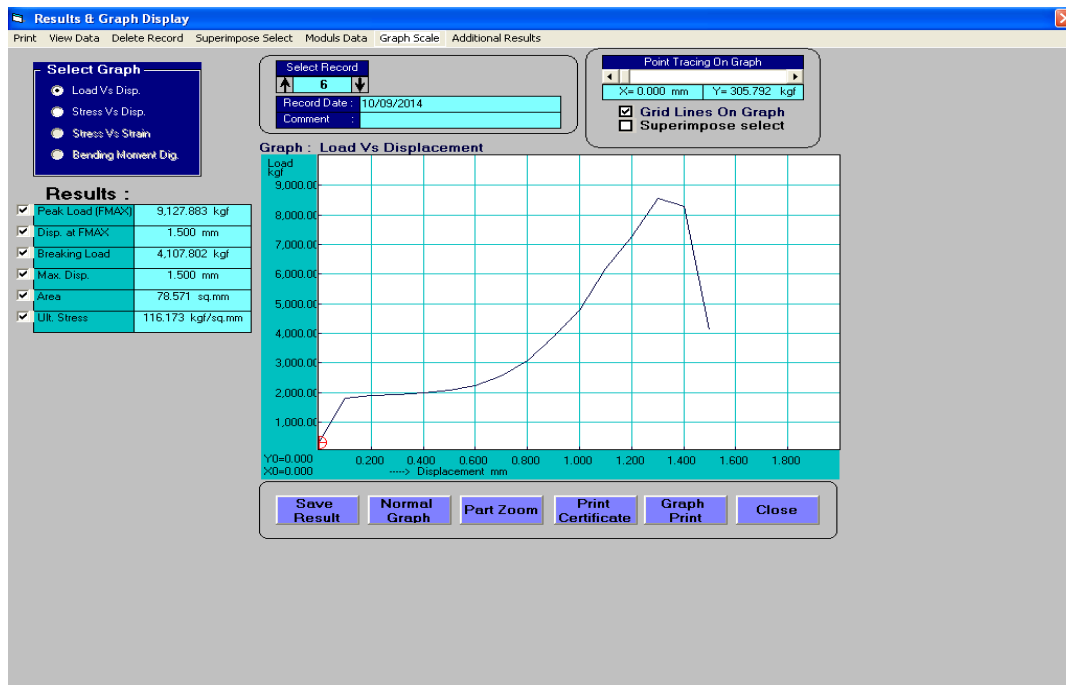 Results & Graph Display
Print View Data Delete Record Superimpose Select Moduls Data Graph Scale Additional Results
Select Graph
Load Vs Disp.
Stress Vs Disp.
Stress Vs Strain
Bending Moment Dig.
Select Record
6
Record Date : 10/09/2014
Comment :
Point Tracing On Graph
X= 0.000 mm Y= 305.792 kgf
Grid Lines On Graph
Superimpose select
Results :
Peak Load (FMAX) 9,127.883 kgf
Disp. at FMAX 1.500 mm
Breaking Load 4,107.802 kgf
Max. Disp. 1.500 mm
Area 78.571 sq.mm
Ult. Stress 116.173 kgf/sq.mm
Graph : Load Vs Displacement
Load
kgf
9,000.00
8,000.00
7,000.00
6,000.00
5,000.00
4,000.00
3,000.00
2,000.00
1,000.00
Y0=0.000 0.200 0.400 0.600 0.800 1.000 1.200 1.400 1.600 1.800
X0=0.000 ----> Displacement mm
Save Result
Normal Graph
Part Zoom
Print Certificate
Graph Print
Close